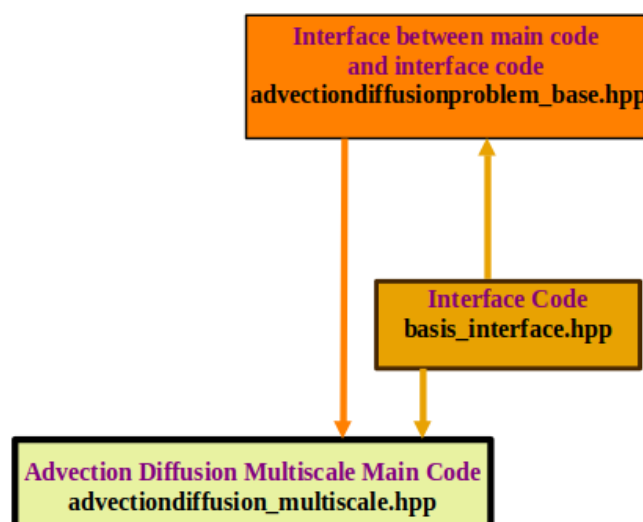 Interface between main code
and interface code
advectiondiffusionproblem_base.hpp
Interface Code
basis_interface.hpp
Advection Diffusion Multiscale Main Code
advectiondiffusion_multiscale.hpp